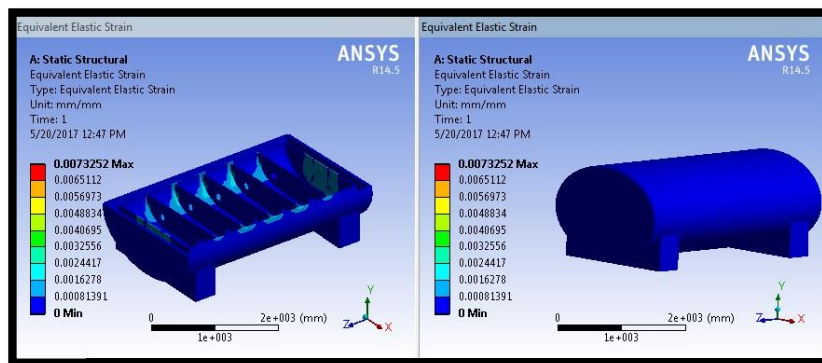 Equivalent Elastic Strain
A: Static Structural
Equivalent Elastic Strain
Type: Equivalent Elastic Strain
Unit: mm/mm
Time: 1
5/20/2017 12:47 PM
ANSYS
R14.5
0.0073252 Max
0.0065112
0.0056973
0.0048834
0.0040695
0.0032556
0.0024417
0.0016278
0.00081391
0 Min
0
2e+003 (mm)
1e+003
Y
Z
X
Equivalent Elastic Strain
A: Static Structural
Equivalent Elastic Strain
Type: Equivalent Elastic Strain
Unit: mm/mm
Time: 1
5/20/2017 12:47 PM
ANSYS
R14.5
0.0073252 Max
0.0065112
0.0056973
0.0048834
0.0040695
0.0032556
0.0024417
0.0016278
0.00081391
0 Min
0
2e+003 (mm)
1e+003
Y
Z
X